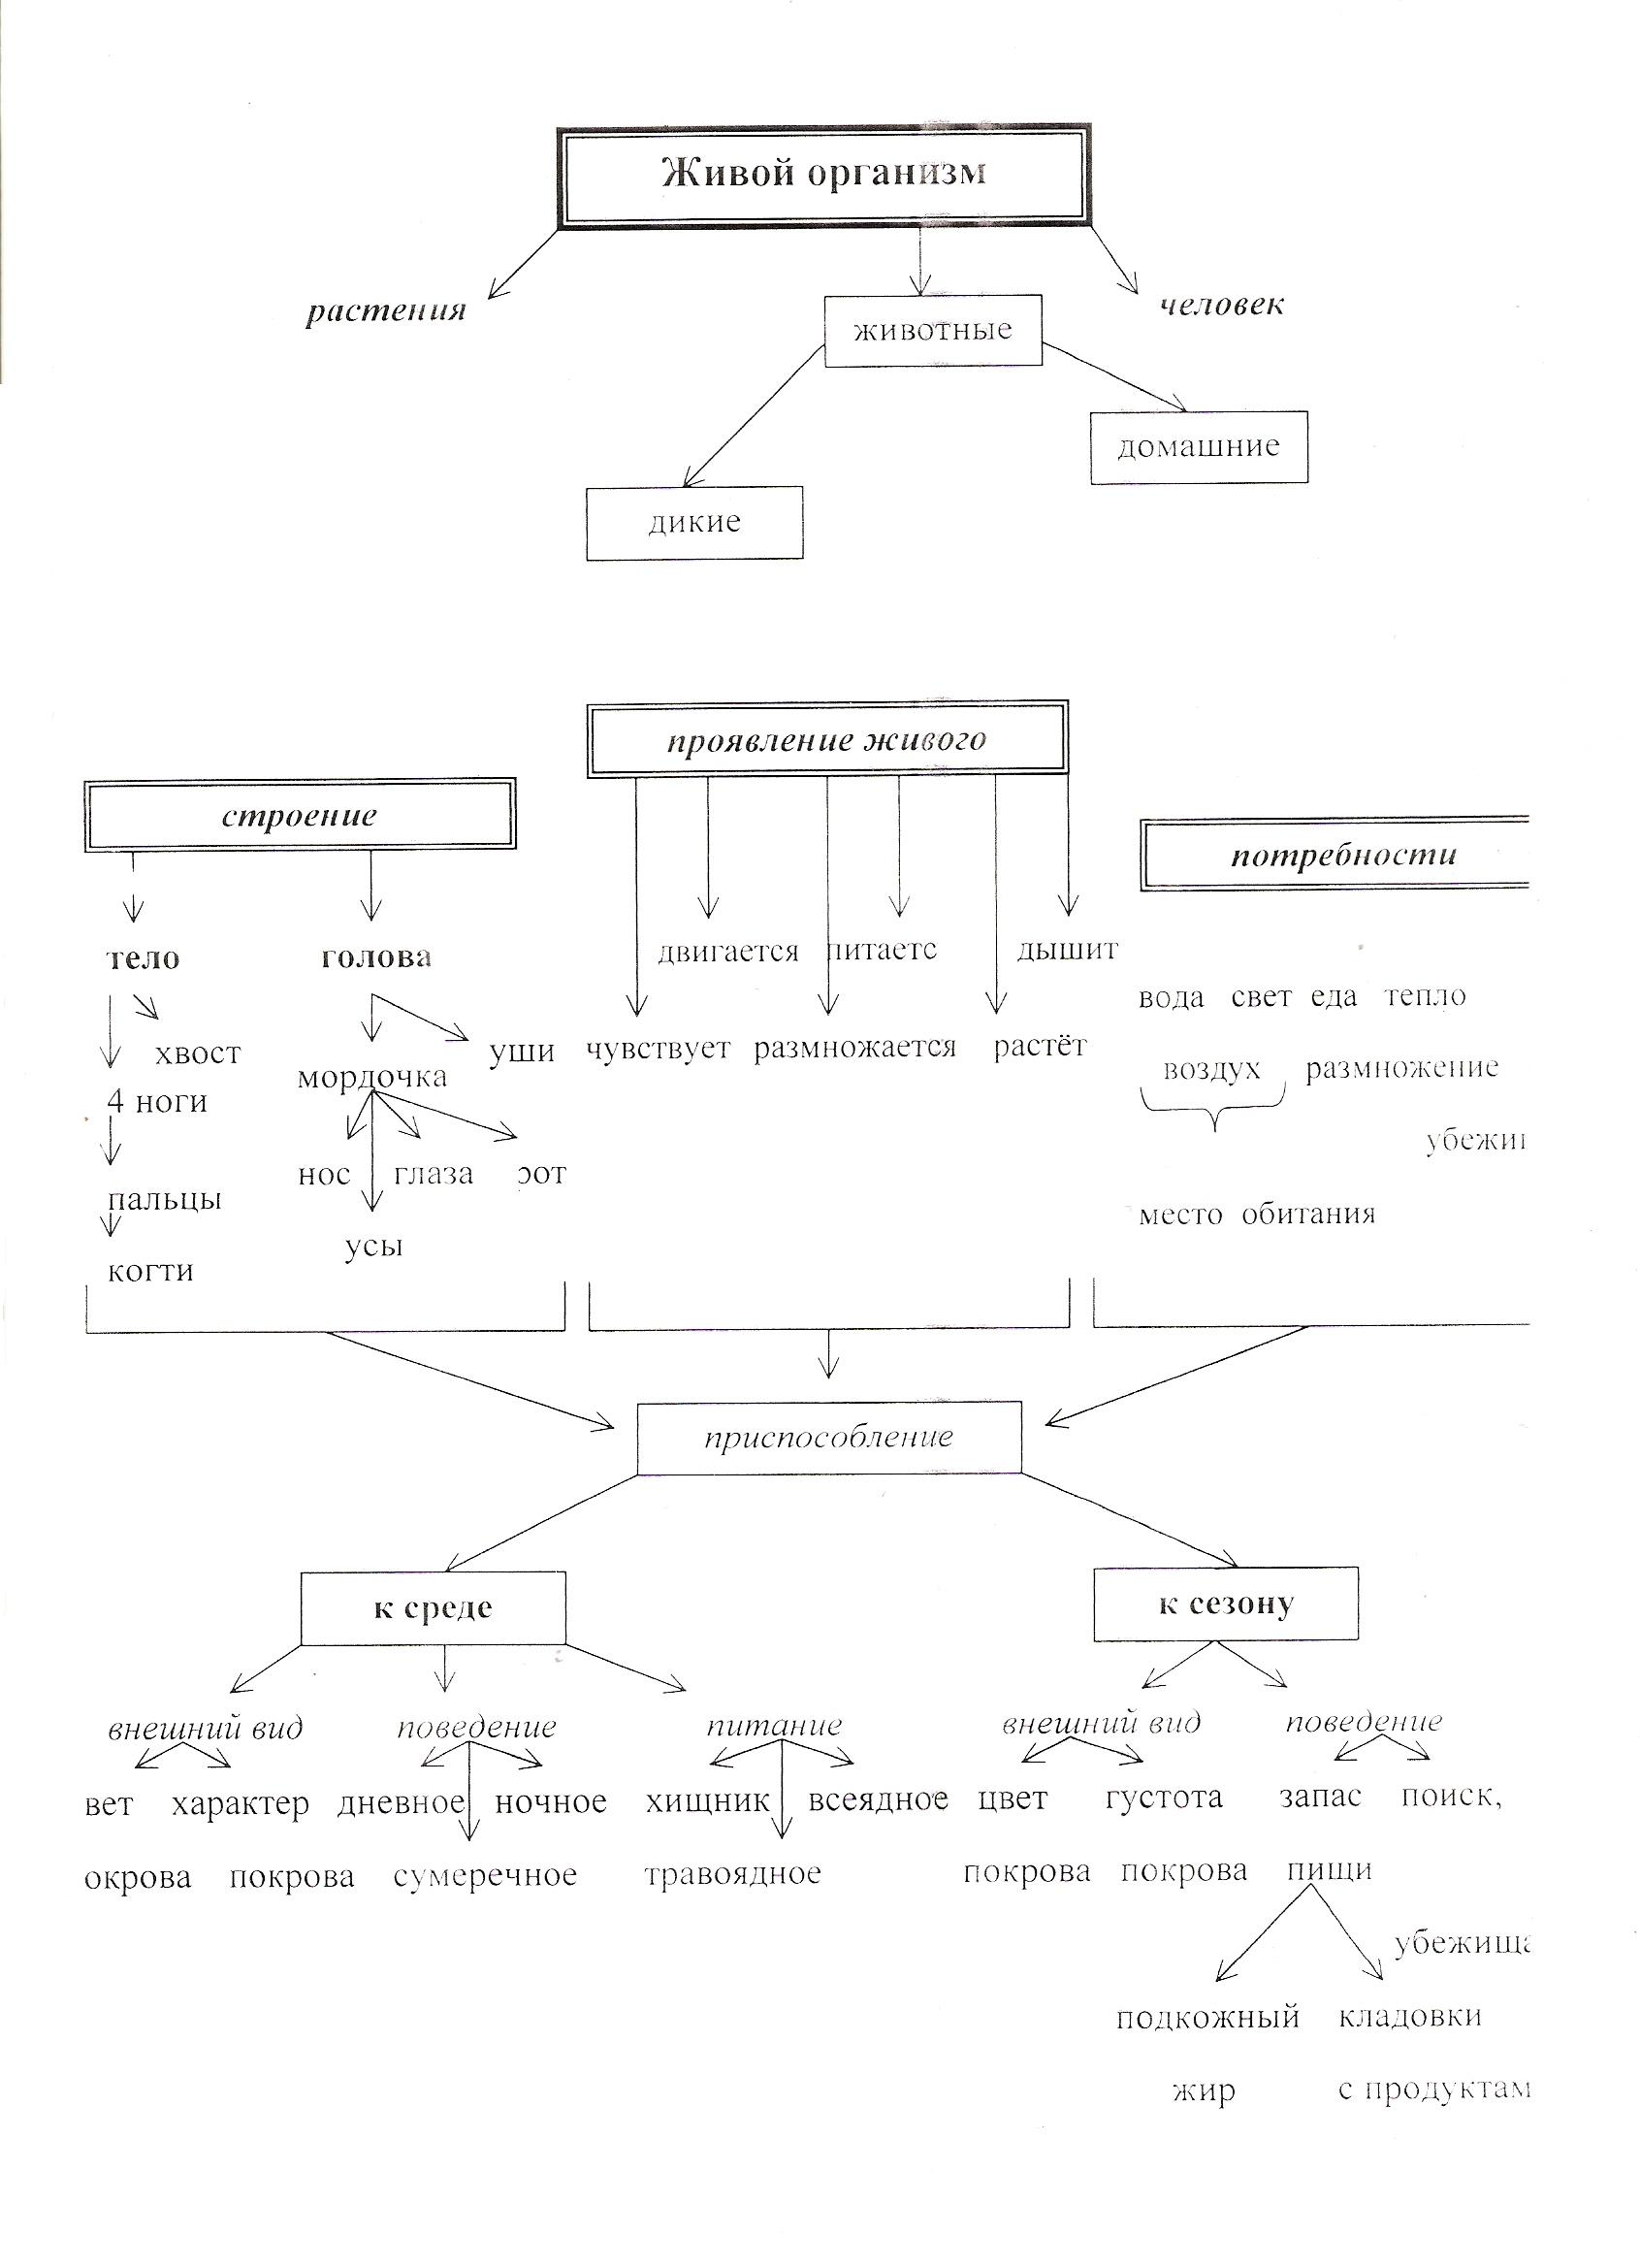 Живой организм
растения
человек
животные
домашние
дикие
проявление живого
строение
потребности
тело голова
двигается питаетс дышит
вода свет еда тепло
хвост
уши чувствует размножается растёт
мордочка
воздух размножение
4 ноги
убежи
нос глаза рот
пальцы
место обитания
усы
когти
приспособление
к среде к сезону
внешний вид поведение питание внешний вид поведение
вет характер дневное ночное хищник всеядное цвет густота запас поиск,
окрова покрова сумеречное травоядное покрова покрова пищи
убежища
подкожный кладовки
жир с продуктам